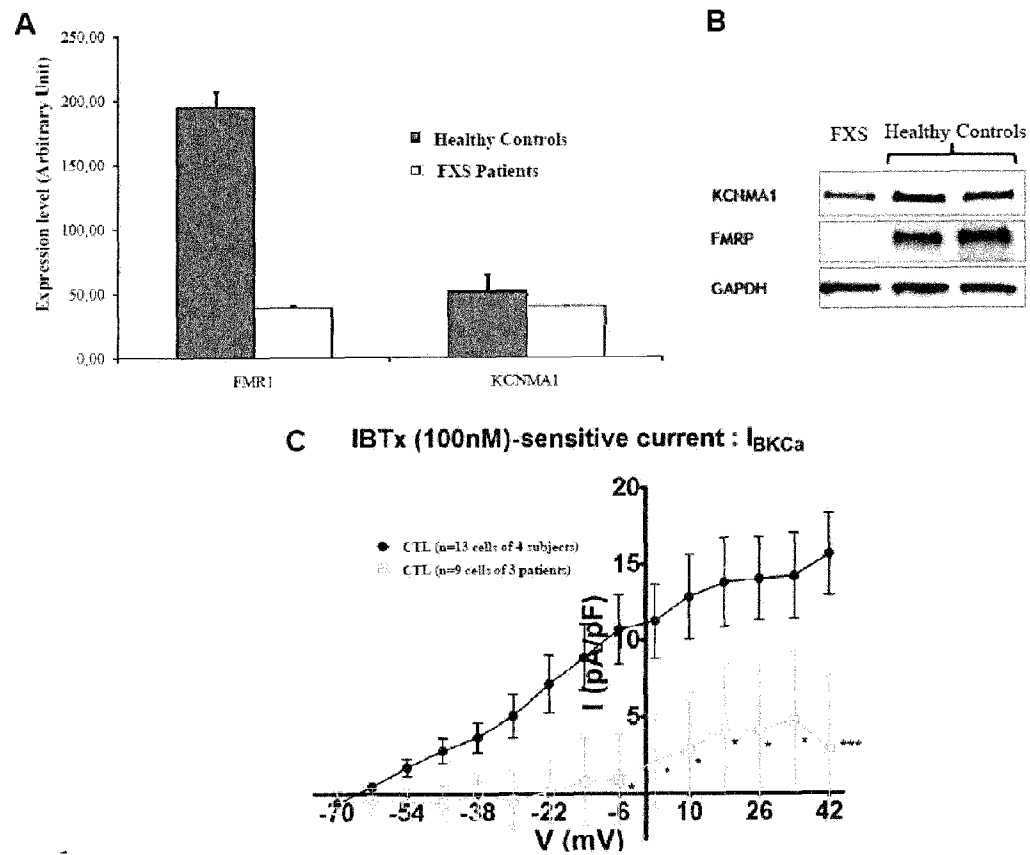 A
250,00
200,00
150,00
100,00
50,00
0,00
Expression level (Arbitrary Unit)
Healthy Controls
FXS Patients
FMR1
KCNMA1
B
FXS Healthy Controls
KCNMA1
FMRP
GAPDH
C IBTx (100nM)-sensitive current : IBKCa
20
15
10
5
I (pA/pF)
CTL (n=13 cells of 4 subjects)
CTL (n=9 cells of 3 patients)
* * * * * * ***
-70 -54 -38 -22 -6 10 26 42
V (mV)